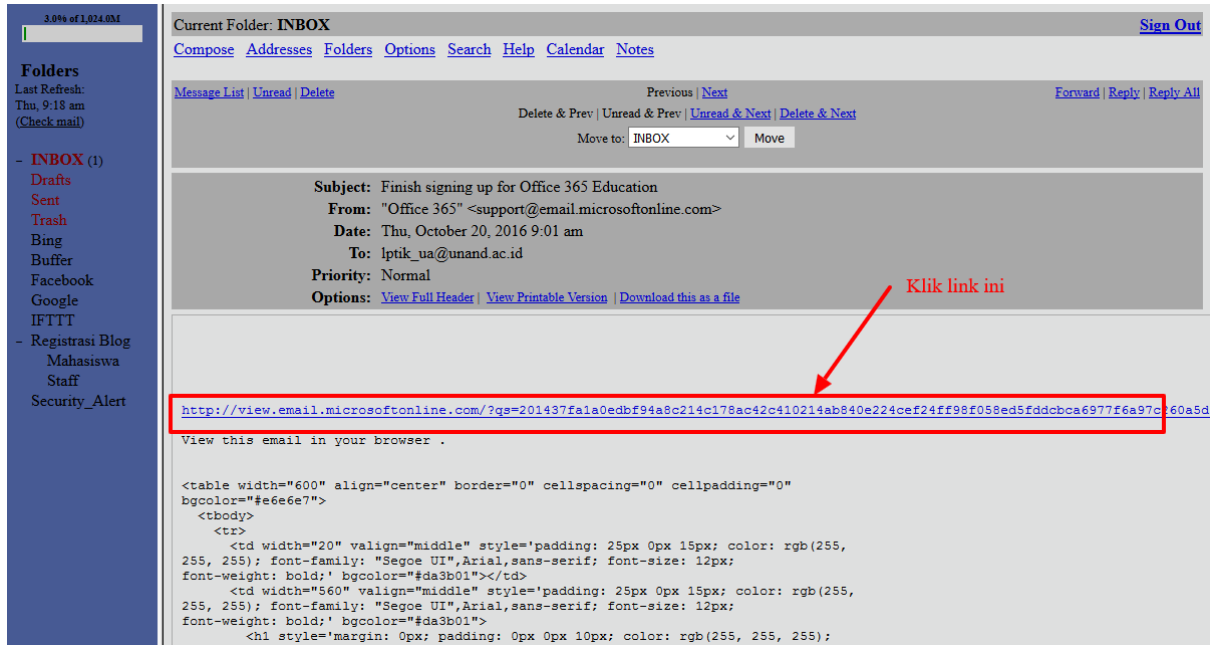 3.0% of 1,024.0M
Folders
Last Refresh:
Thu, 9:18 am
(Check mail)
– INBOX (1)
Drafts
Sent
Trash
Bing
Buffer
Facebook
Google
IFTTT
– Registrasi Blog
Mahasiswa
Staff
Security_Alert
Current Folder: INBOX Sign Out
Compose Addresses Folders Options Search Help Calendar Notes
Message List | Unread | Delete Previous | Next Forward | Reply | Reply All
Delete & Prev | Unread & Prev | Unread & Next | Delete & Next
Move to: INBOX Move
Subject: Finish signing up for Office 365 Education
From: "Office 365" <support@email.microsoftonline.com>
Date: Thu, October 20, 2016 9:01 am
To: lptik_ua@unand.ac.id
Priority: Normal
Options: View Full Header | View Printable Version | Download this as a file
Klik link ini
http://view.email.microsoftonline.com/?qs=201437fa1a0edbf94a8c214c178ac42c410214ab840e224cef24ff98f058ed5fddcbca6977f6a97c260a5d
View this email in your browser .
<table width="600" align="center" border="0" cellspacing="0" cellpadding="0"
bgcolor="#e6e6e7">
<tbody>
<tr>
<td width="20" valign="middle" style='padding: 25px 0px 15px; color: rgb(255,
255, 255); font-family: "Segoe UI",Arial,sans-serif; font-size: 12px;
font-weight: bold;' bgcolor="#da3b01"></td>
<td width="560" valign="middle" style='padding: 25px 0px 15px; color: rgb(255,
255, 255); font-family: "Segoe UI",Arial,sans-serif; font-size: 12px;
font-weight: bold;' bgcolor="#da3b01">
<h1 style='margin: 0px; padding: 0px 0px 10px; color: rgb(255, 255, 255);